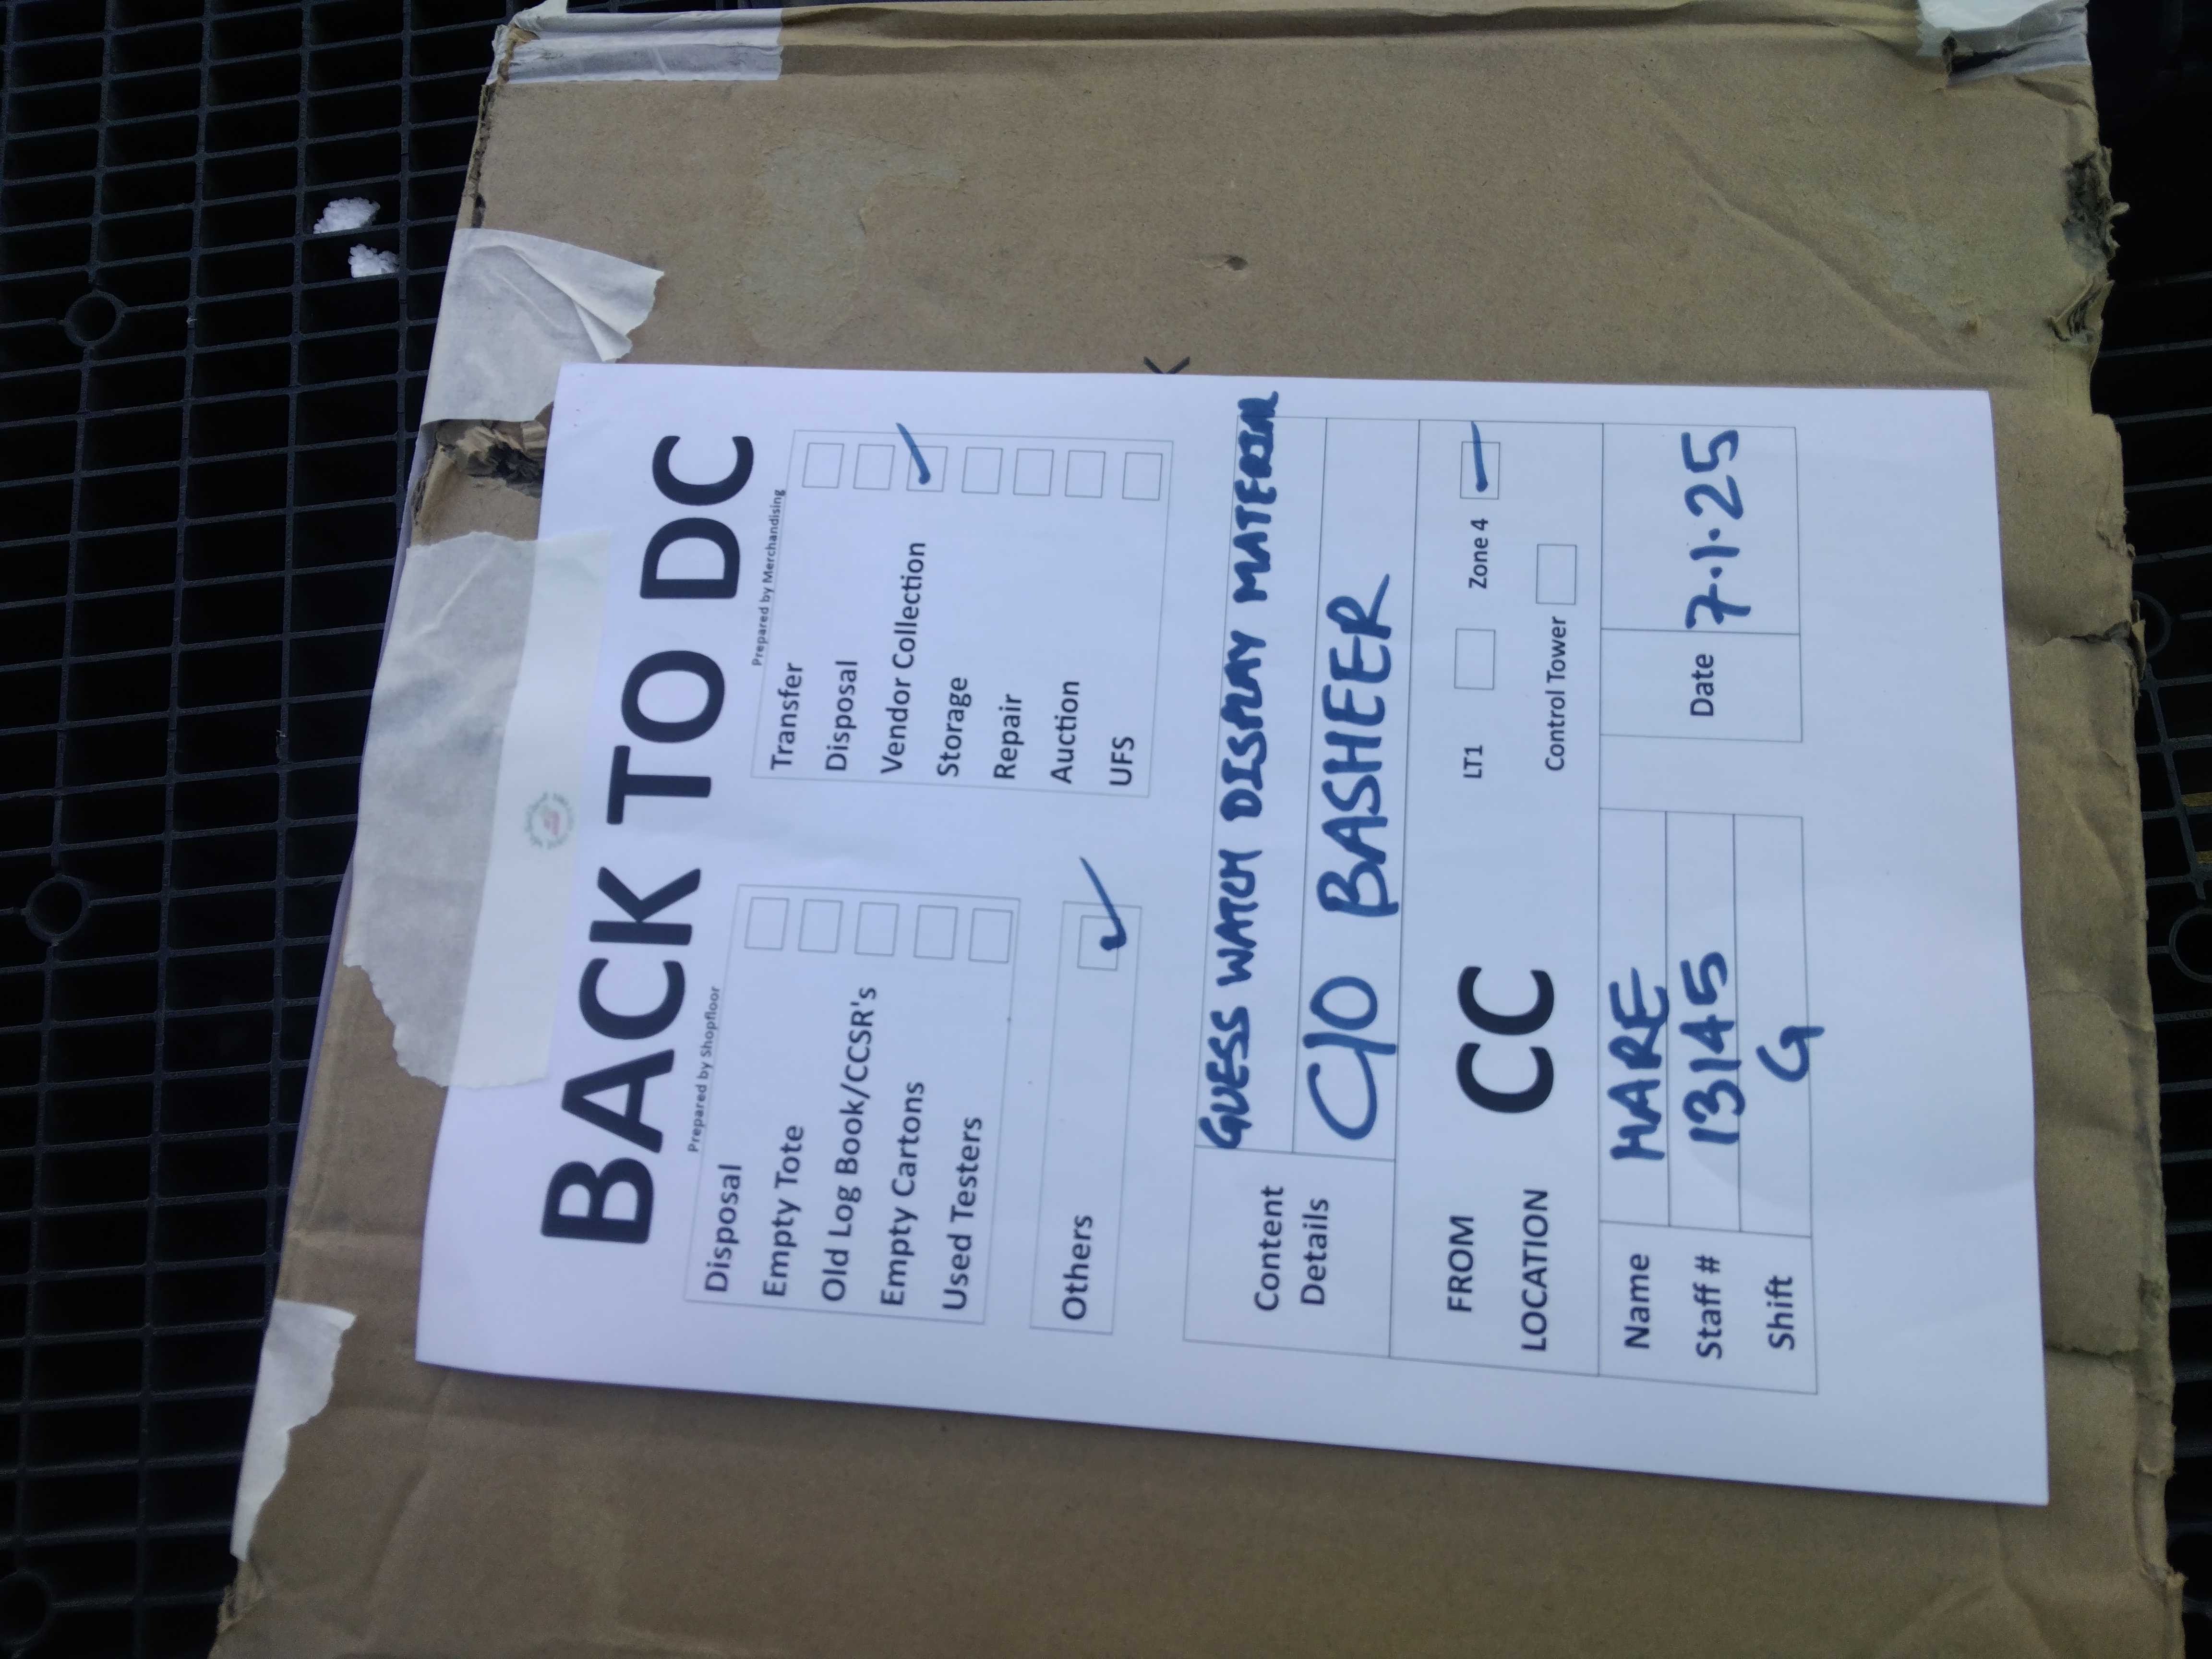 BACK TO DC
Prepared by Shopfloor
Disposal
Empty Tote
Old Log Book/CCSR's
Empty Cartons
Used Testers
Others ✓
Prepared by Merchandising
Transfer
Disposal
Vendor Collection ✓
Storage
Repair
Auction
UFS
Content Details
GUESS WATCH DISPLAY MATERIAL
C/O BASHEER
FROM LOCATION
CC
LT1
Zone 4 ✓
Control Tower
Name HARE
Staff # 13145
Shift G
Date 7.1.25